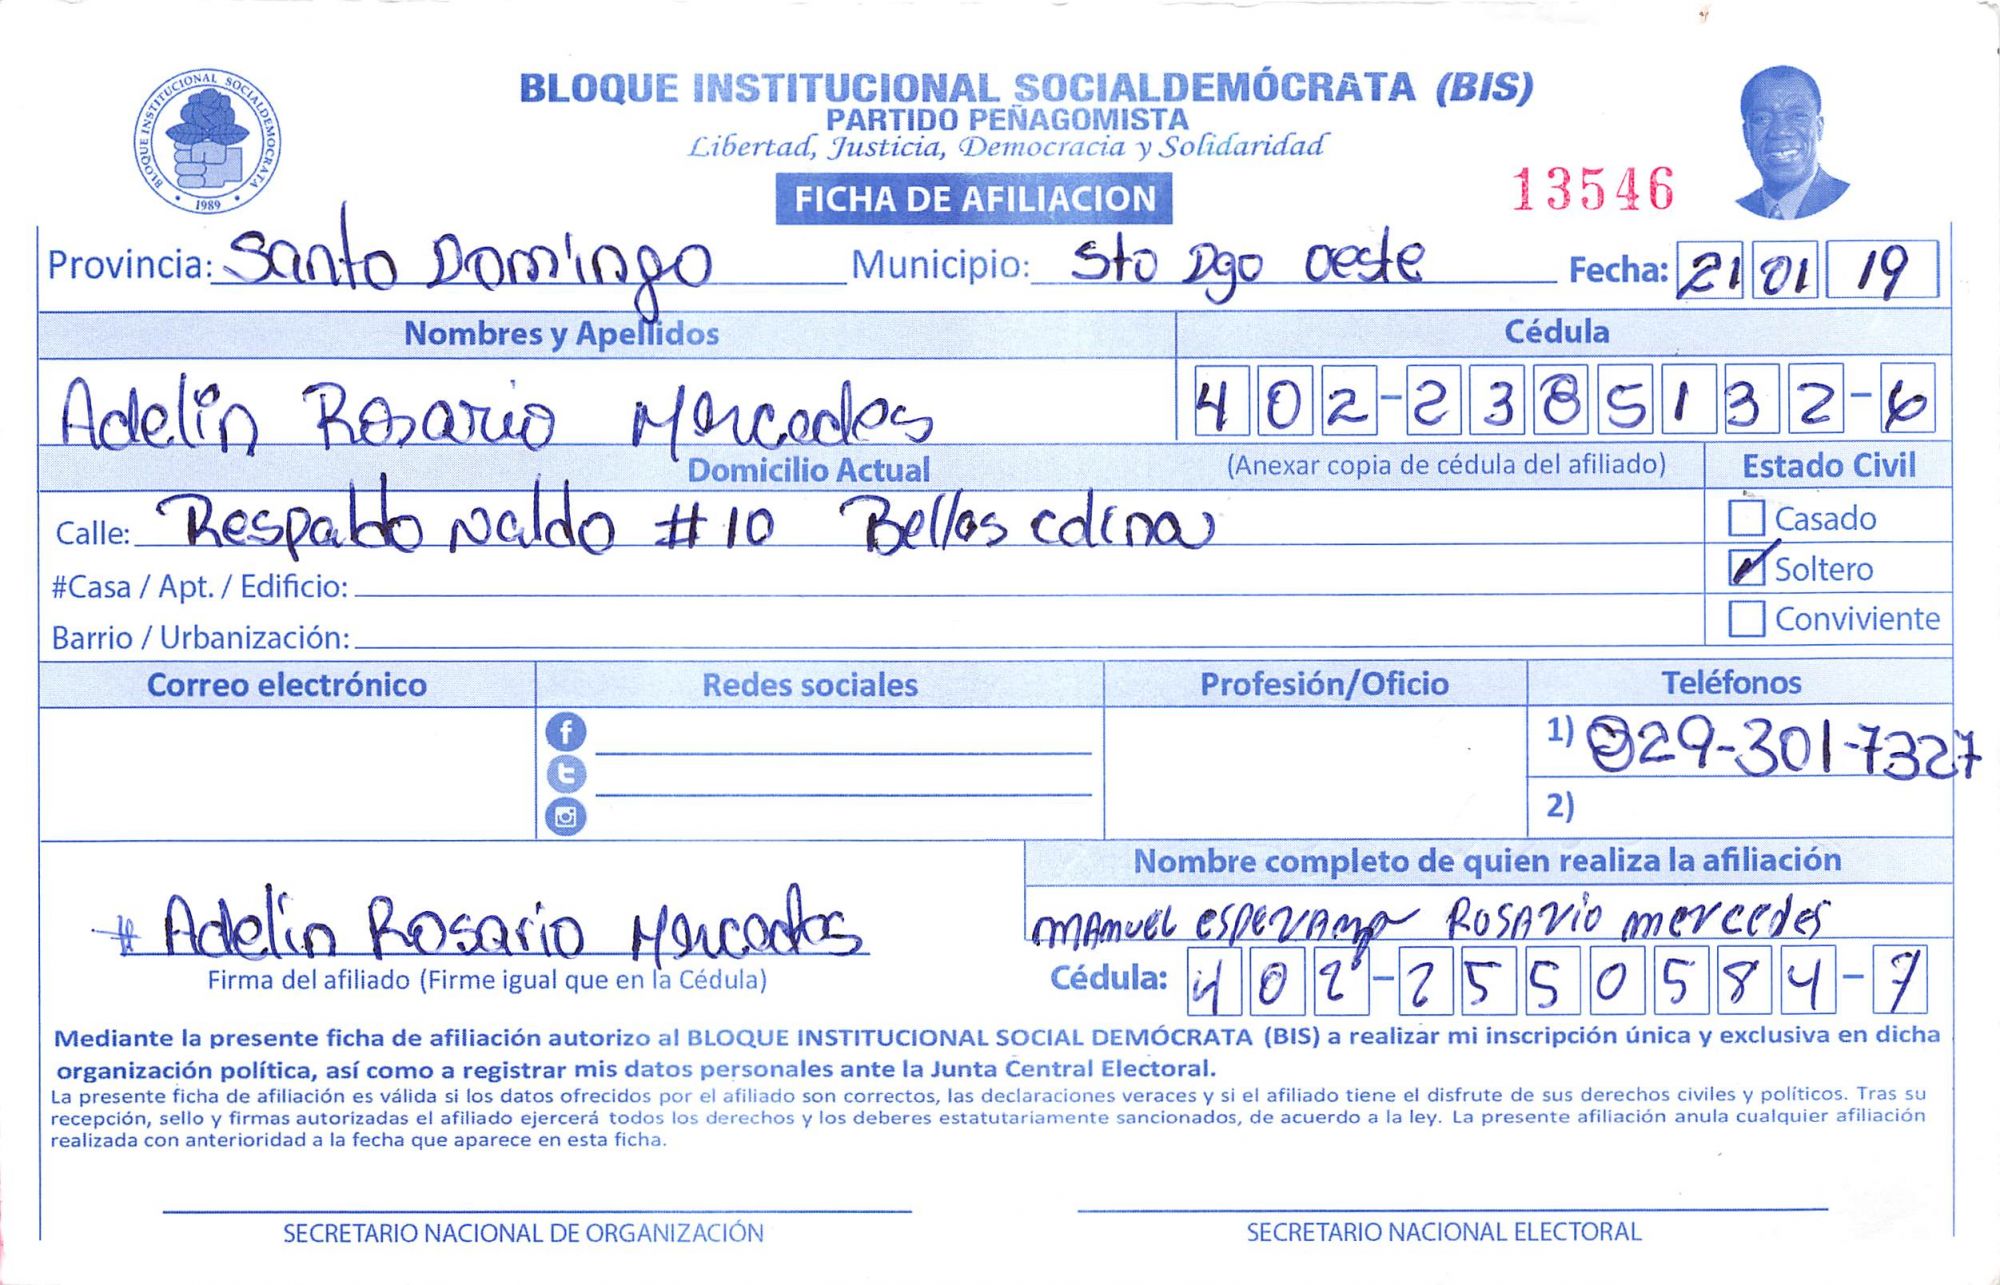 BLOQUE INSTITUCIONAL SOCIALDEMOCRATA
1989
BLOQUE INSTITUCIONAL SOCIALDEMÓCRATA (BIS)
PARTIDO PEÑAGOMISTA
Libertad, Justicia, Democracia y Solidaridad
FICHA DE AFILIACION
13546
Provincia: Santo Domingo Municipio: Sto Dgo Oeste Fecha: 21 01 19
Nombres y Apellidos Cédula
Adelin Rosario Mercedes 402-2385132-6
Domicilio Actual (Anexar copia de cédula del afiliado) Estado Civil
Calle: Respaldo Naldo #10 Bellas Colinas
Casado
Soltero
#Casa / Apt. / Edificio:
Barrio / Urbanización:
Conviviente
Correo electrónico Redes sociales Profesión/Oficio Teléfonos
1) 829-301-7327
2)
Nombre completo de quien realiza la afiliación
Manuel Esperanza Rosario Mercedes
Adelin Rosario Mercedes
Firma del afiliado (Firme igual que en la Cédula)
Cédula: 402-2550584-7
Mediante la presente ficha de afiliación autorizo al BLOQUE INSTITUCIONAL SOCIAL DEMÓCRATA (BIS) a realizar mi inscripción única y exclusiva en dicha
organización política, así como a registrar mis datos personales ante la Junta Central Electoral.
La presente ficha de afiliación es válida si los datos ofrecidos por el afiliado son correctos, las declaraciones veraces y si el afiliado tiene el disfrute de sus derechos civiles y políticos. Tras su
recepción, sello y firmas autorizadas el afiliado ejercerá todos los derechos y los deberes estatutariamente sancionados, de acuerdo a la ley. La presente afiliación anula cualquier afiliación
realizada con anterioridad a la fecha que aparece en esta ficha.
SECRETARIO NACIONAL DE ORGANIZACIÓN SECRETARIO NACIONAL ELECTORAL